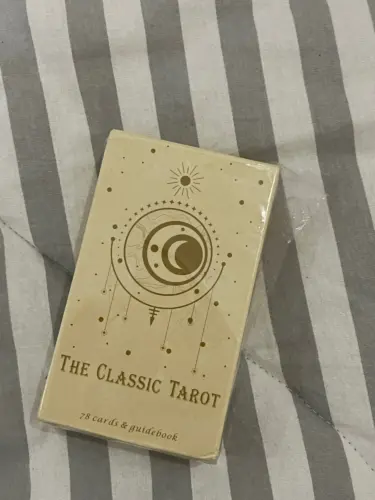 THE CLASSIC TAROT
78 cards & guidebook